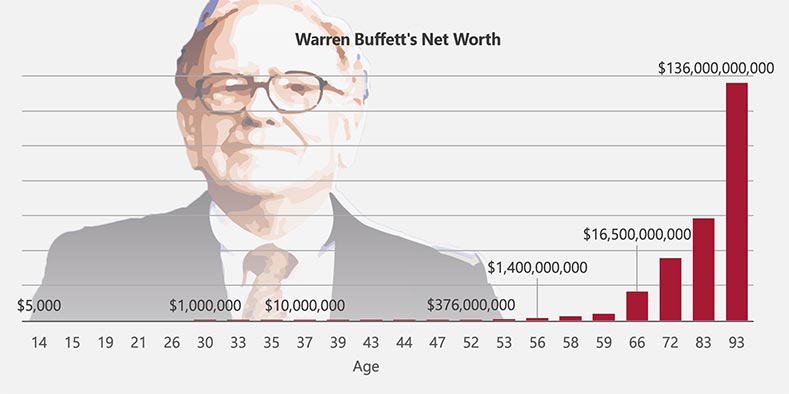 Warren Buffett's Net Worth
$136,000,000,000
$16,500,000,000
$1,400,000,000
$5,000 $1,000,000 $10,000,000 $376,000,000
14 15 19 21 26 30 33 35 37 39 43 44 47 52 53 56 58 59 66 72 83 93
Age